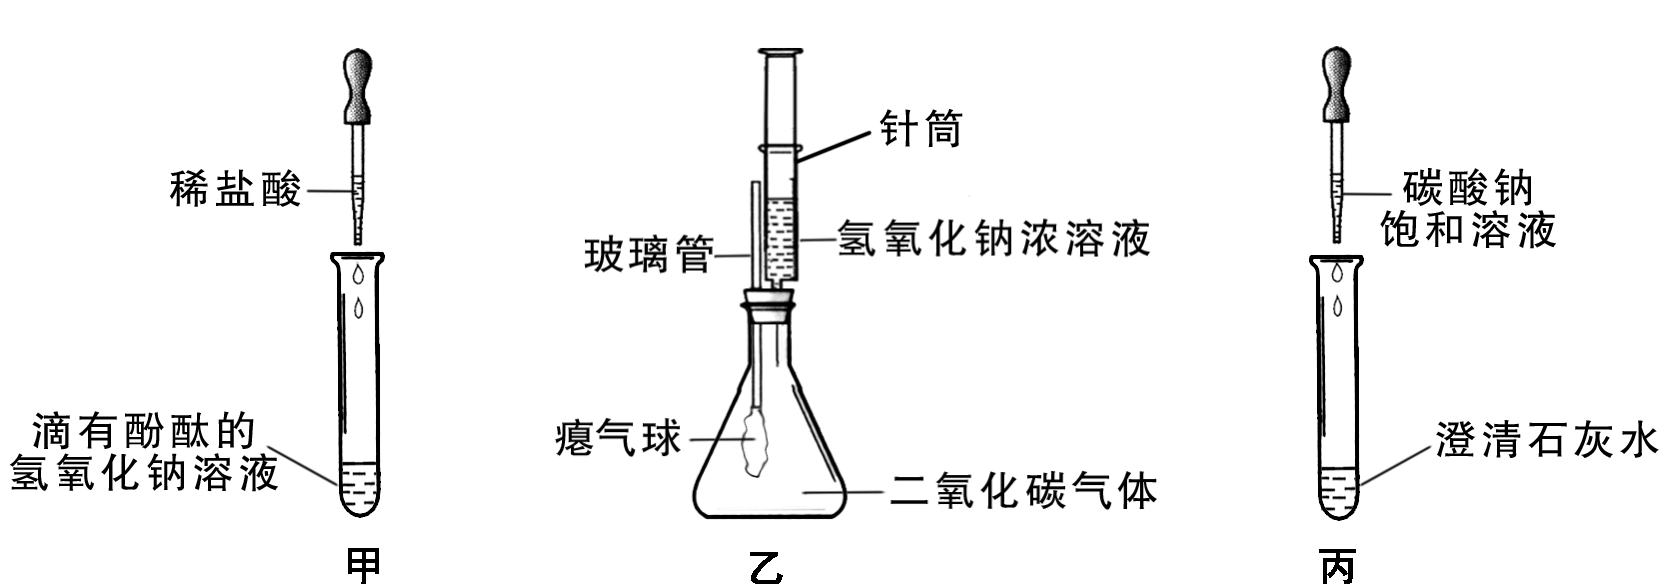 稀盐酸
滴有酚酞的
氢氧化钠溶液
甲
针筒
玻璃管
氢氧化钠浓溶液
瘪气球
二氧化碳气体
乙
碳酸钠
饱和溶液
澄清石灰水
丙